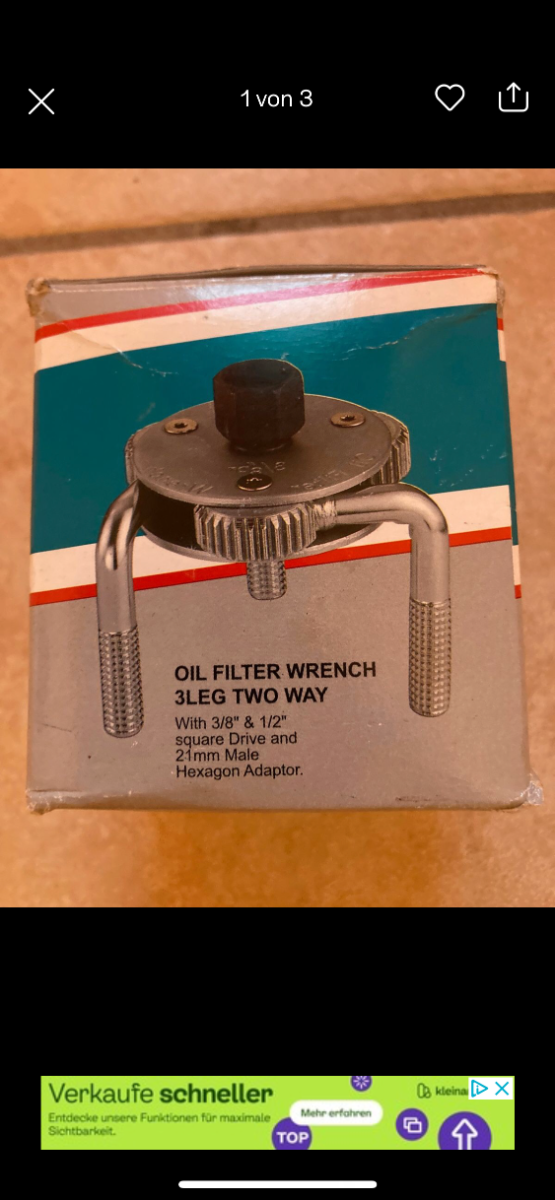 1 von 3
OIL FILTER WRENCH
3LEG TWO WAY
With 3/8" & 1/2"
square Drive and
21mm Male
Hexagon Adaptor.
Verkaufe schneller
kleina
Entdecke unsere Funktionen für maximale
Sichtbarkeit.
Mehr erfahren
TOP